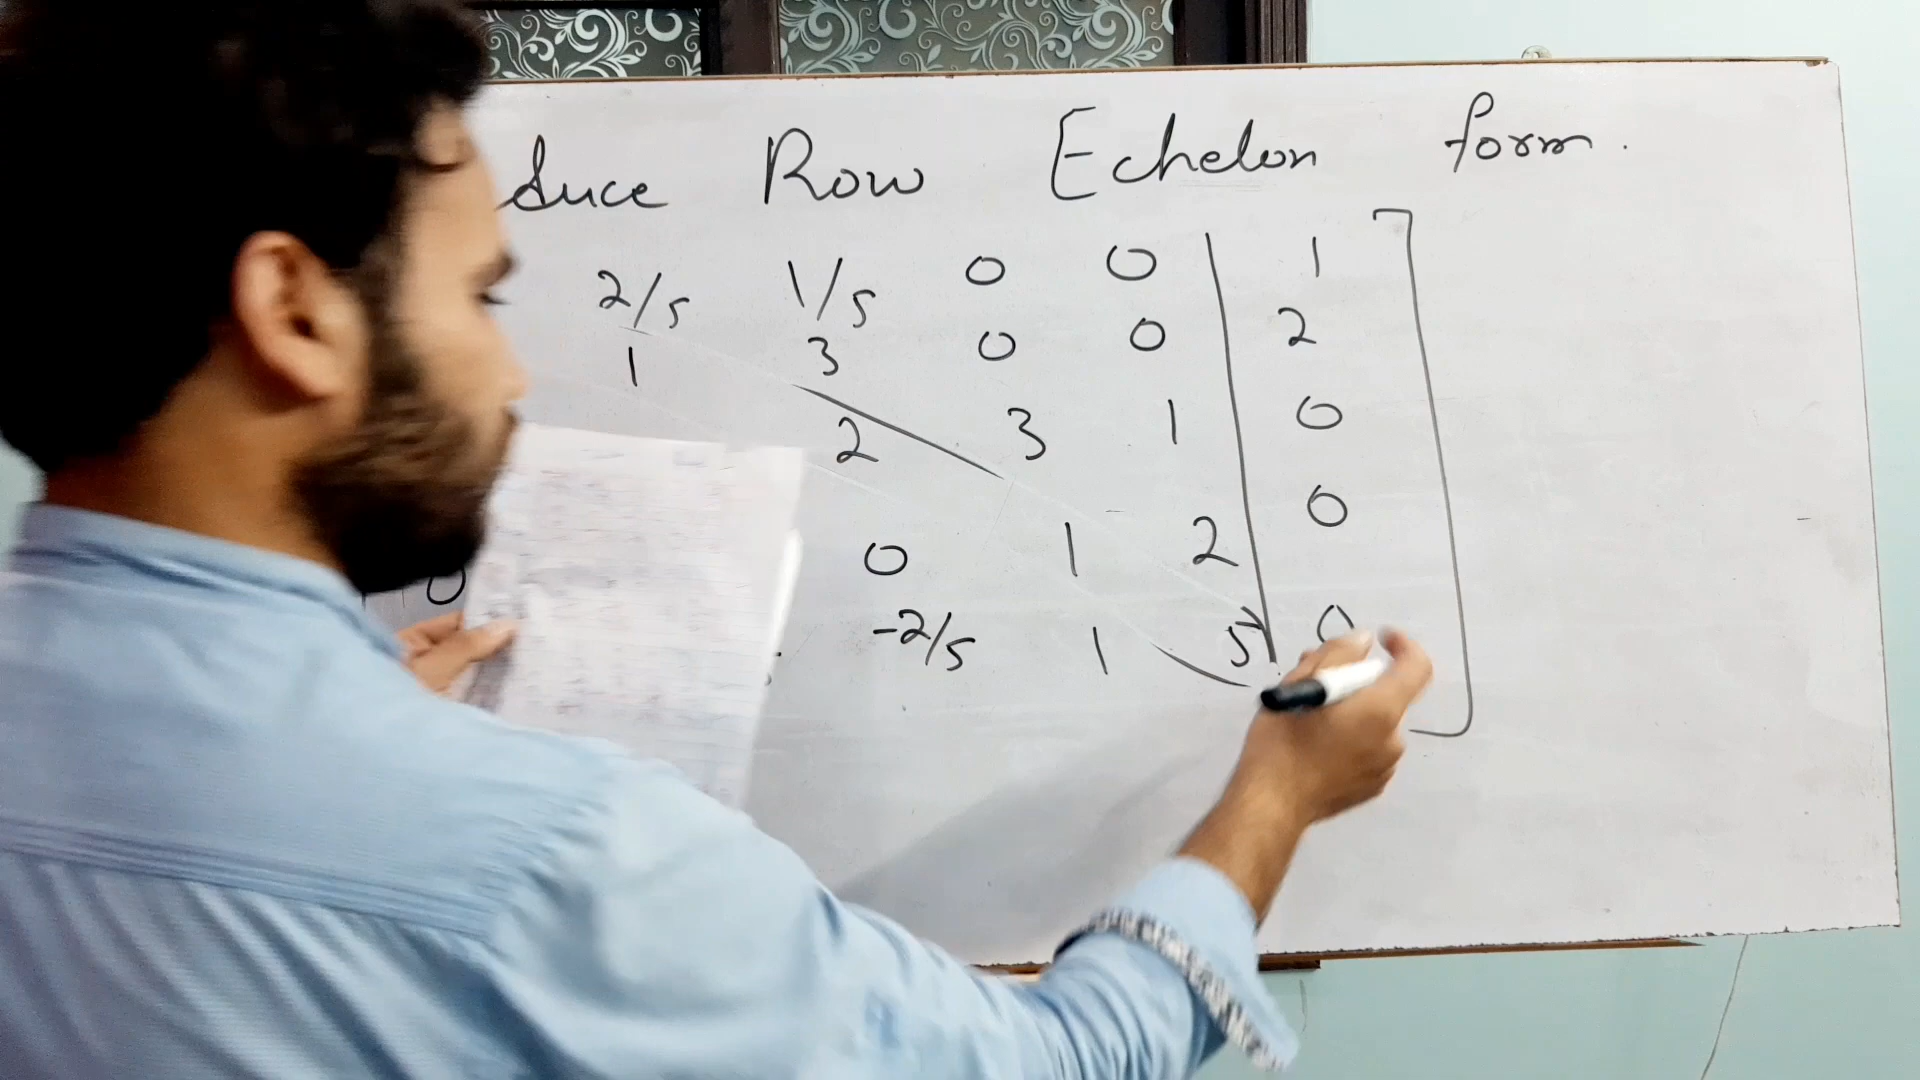 duce Row Echelon form.
2/5 1/5 0 0 | 1
1 3 0 0 2
2 3 1 0
0
0 0 1 2
-2/5 1 5 0